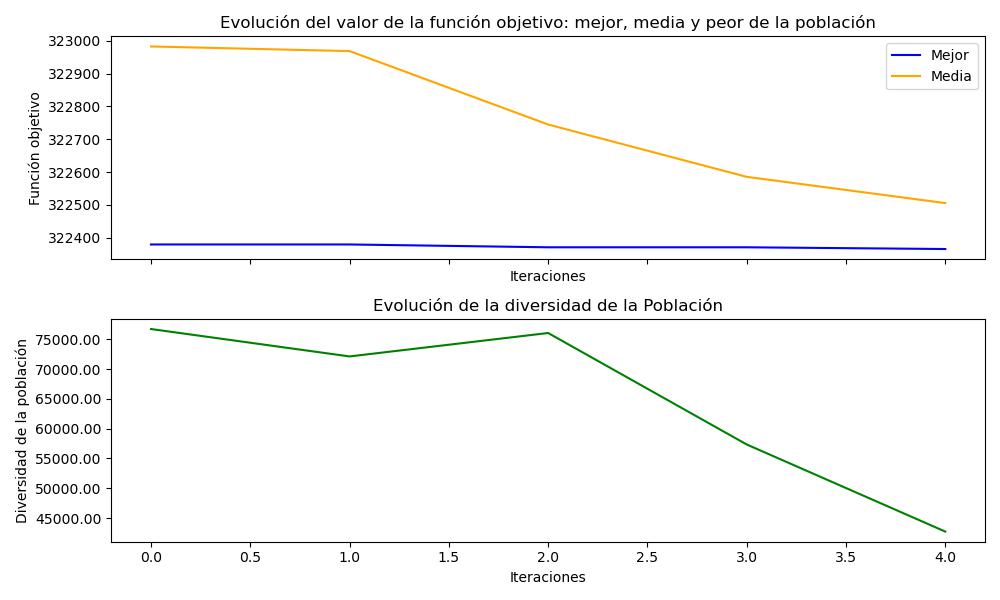 Evolución del valor de la función objetivo: mejor, media y peor de la población
323000
322900
322800
322700
322600
322500
322400
Función objetivo
Mejor
Media
Iteraciones
Evolución de la diversidad de la Población
75000.00
70000.00
65000.00
60000.00
55000.00
50000.00
45000.00
Diversidad de la población
0.0 0.5 1.0 1.5 2.0 2.5 3.0 3.5 4.0
Iteraciones